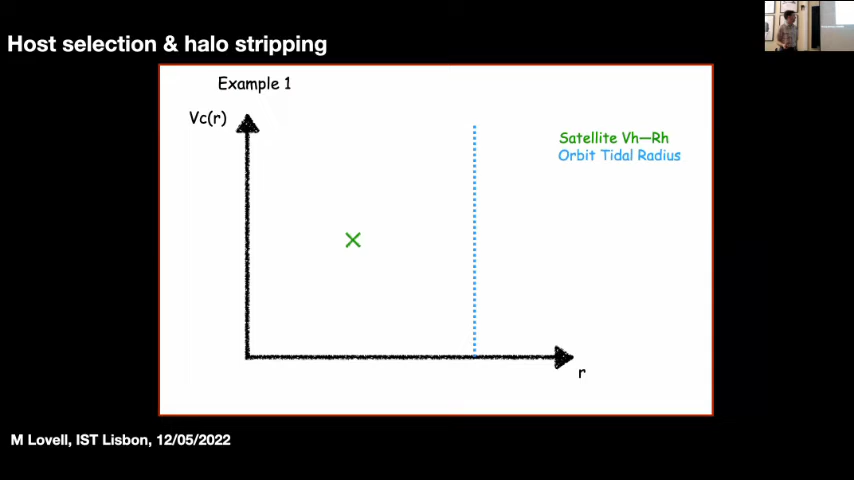 Host selection & halo stripping
Example 1
Vc(r)
Satellite Vh—Rh
Orbit Tidal Radius
r
M Lovell, IST Lisbon, 12/05/2022